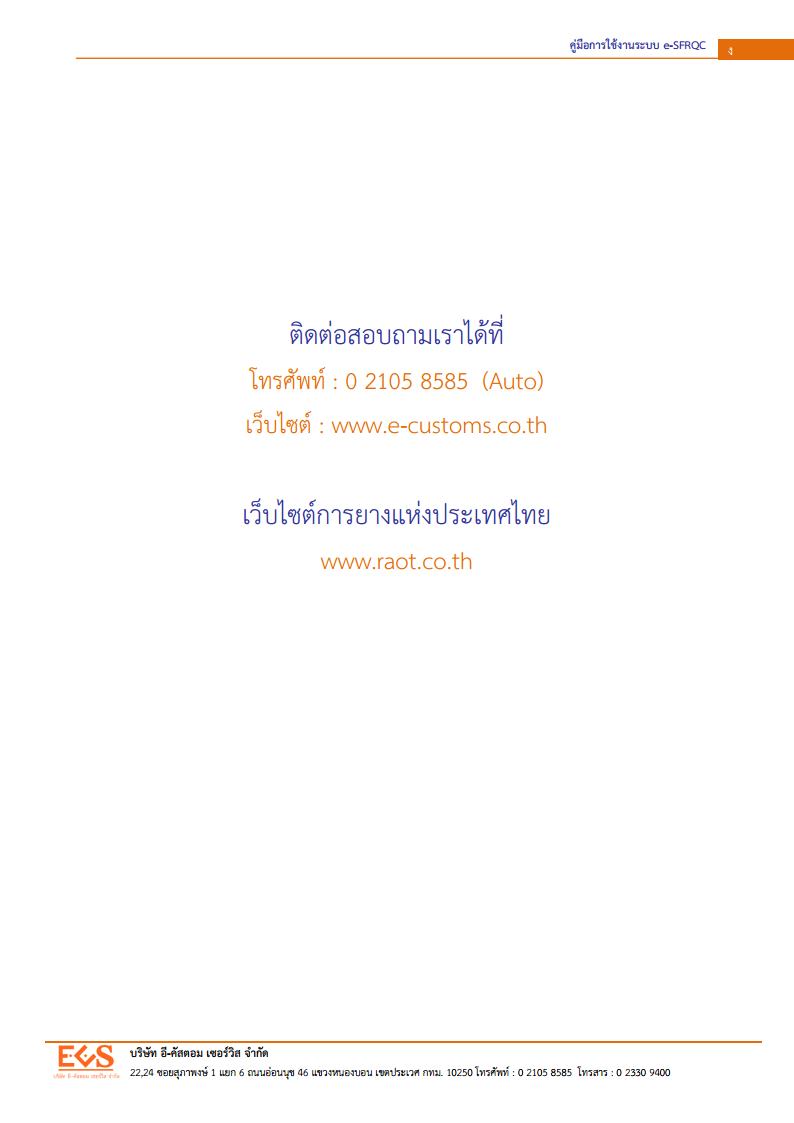 คู่มือการใช้งานระบบ e-SFRQC
ง
ติดต่อสอบถามเราได้ที่
โทรศัพท์ : 0 2105 8585 (Auto)
เว็บไซต์ : www.e-customs.co.th
เว็บไซต์การยางแห่งประเทศไทย
www.raot.co.th
ECS
บริษัท อี-คัสตอม เซอร์วิส จำกัด
บริษัท อี-คัสตอม เซอร์วิส จำกัด
22,24 ซอยสุภาพงษ์ 1 แยก 6 ถนนอ่อนนุช 46 แขวงหนองบอน เขตประเวศ กทม. 10250 โทรศัพท์ : 0 2105 8585 โทรสาร : 0 2330 9400